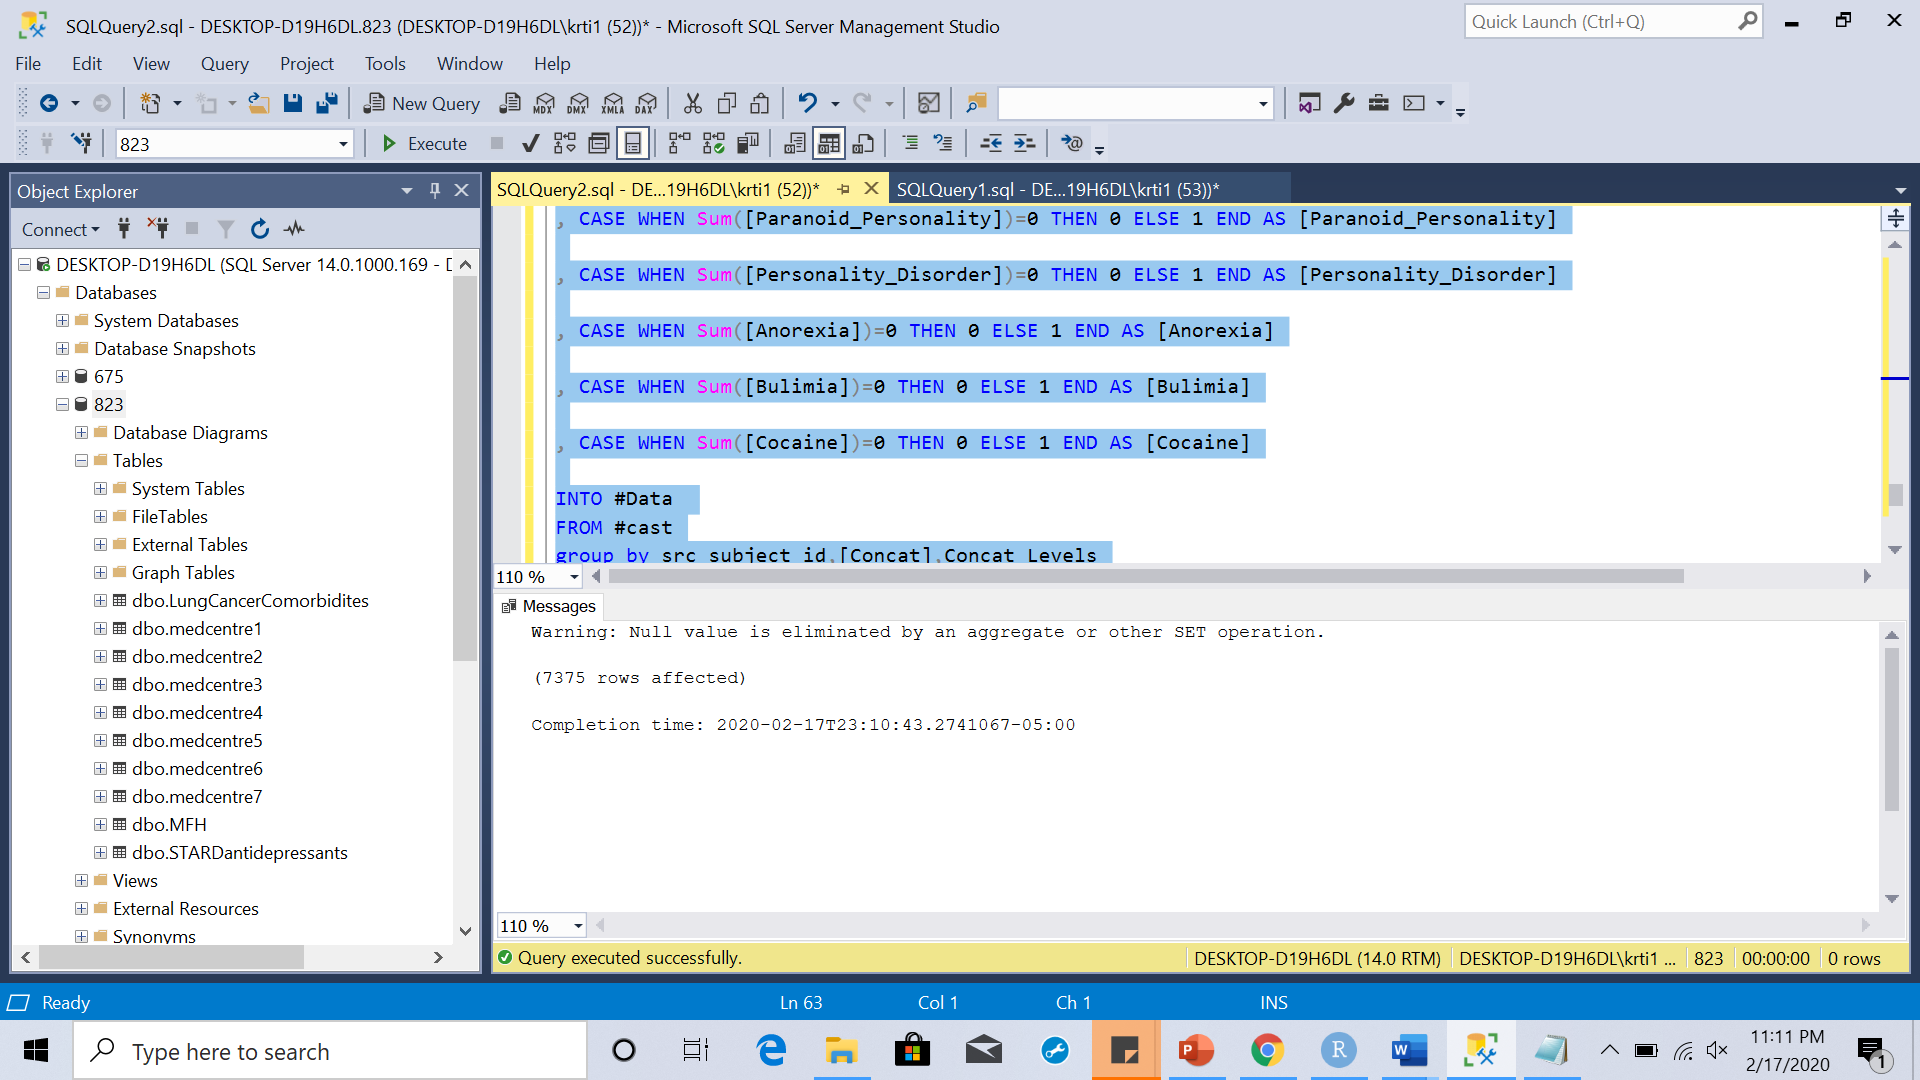 SQLQuery2.sql - DESKTOP-D19H6DL.823 (DESKTOP-D19H6DL\krti1 (52))* - Microsoft SQL Server Management Studio
Quick Launch (Ctrl+Q)
File Edit View Query Project Tools Window Help
New Query MDX DMX XMLA DAX
823 Execute
Object Explorer
SQLQuery2.sql - DE...19H6DL\krti1 (52))* SQLQuery1.sql - DE...19H6DL\krti1 (53))*
Connect
DESKTOP-D19H6DL (SQL Server 14.0.1000.169 - D
Databases
System Databases
Database Snapshots
675
823
Database Diagrams
Tables
System Tables
FileTables
External Tables
Graph Tables
dbo.LungCancerComorbidites
dbo.medcentre1
dbo.medcentre2
dbo.medcentre3
dbo.medcentre4
dbo.medcentre5
dbo.medcentre6
dbo.medcentre7
dbo.MFH
dbo.STARDantidepressants
Views
External Resources
Synonyms
, CASE WHEN Sum([Paranoid_Personality])=0 THEN 0 ELSE 1 END AS [Paranoid_Personality]
, CASE WHEN Sum([Personality_Disorder])=0 THEN 0 ELSE 1 END AS [Personality_Disorder]
, CASE WHEN Sum([Anorexia])=0 THEN 0 ELSE 1 END AS [Anorexia]
, CASE WHEN Sum([Bulimia])=0 THEN 0 ELSE 1 END AS [Bulimia]
, CASE WHEN Sum([Cocaine])=0 THEN 0 ELSE 1 END AS [Cocaine]
INTO #Data
FROM #cast
group by src_subject_id,[Concat],Concat_Levels
110 %
Messages
Warning: Null value is eliminated by an aggregate or other SET operation.
(7375 rows affected)
Completion time: 2020-02-17T23:10:43.2741067-05:00
110 %
Query executed successfully. DESKTOP-D19H6DL (14.0 RTM) DESKTOP-D19H6DL\krti1 ... 823 00:00:00 0 rows
Ready Ln 63 Col 1 Ch 1 INS
Type here to search
11:11 PM
2/17/2020
1